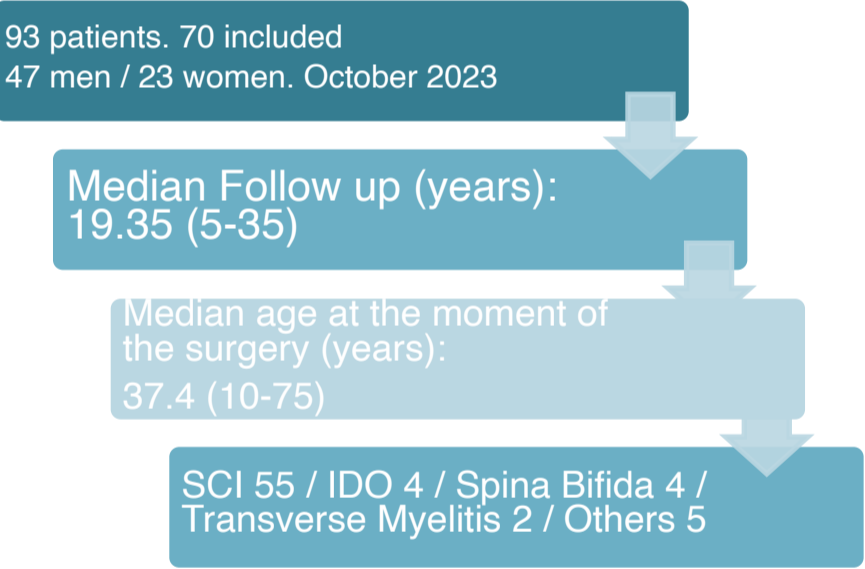 93 patients. 70 included
47 men / 23 women. October 2023
Median Follow up (years):
19.35 (5-35)
Median age at the moment of
the surgery (years):
37.4 (10-75)
SCI 55 / IDO 4 / Spina Bifida 4 /
Transverse Myelitis 2 / Others 5